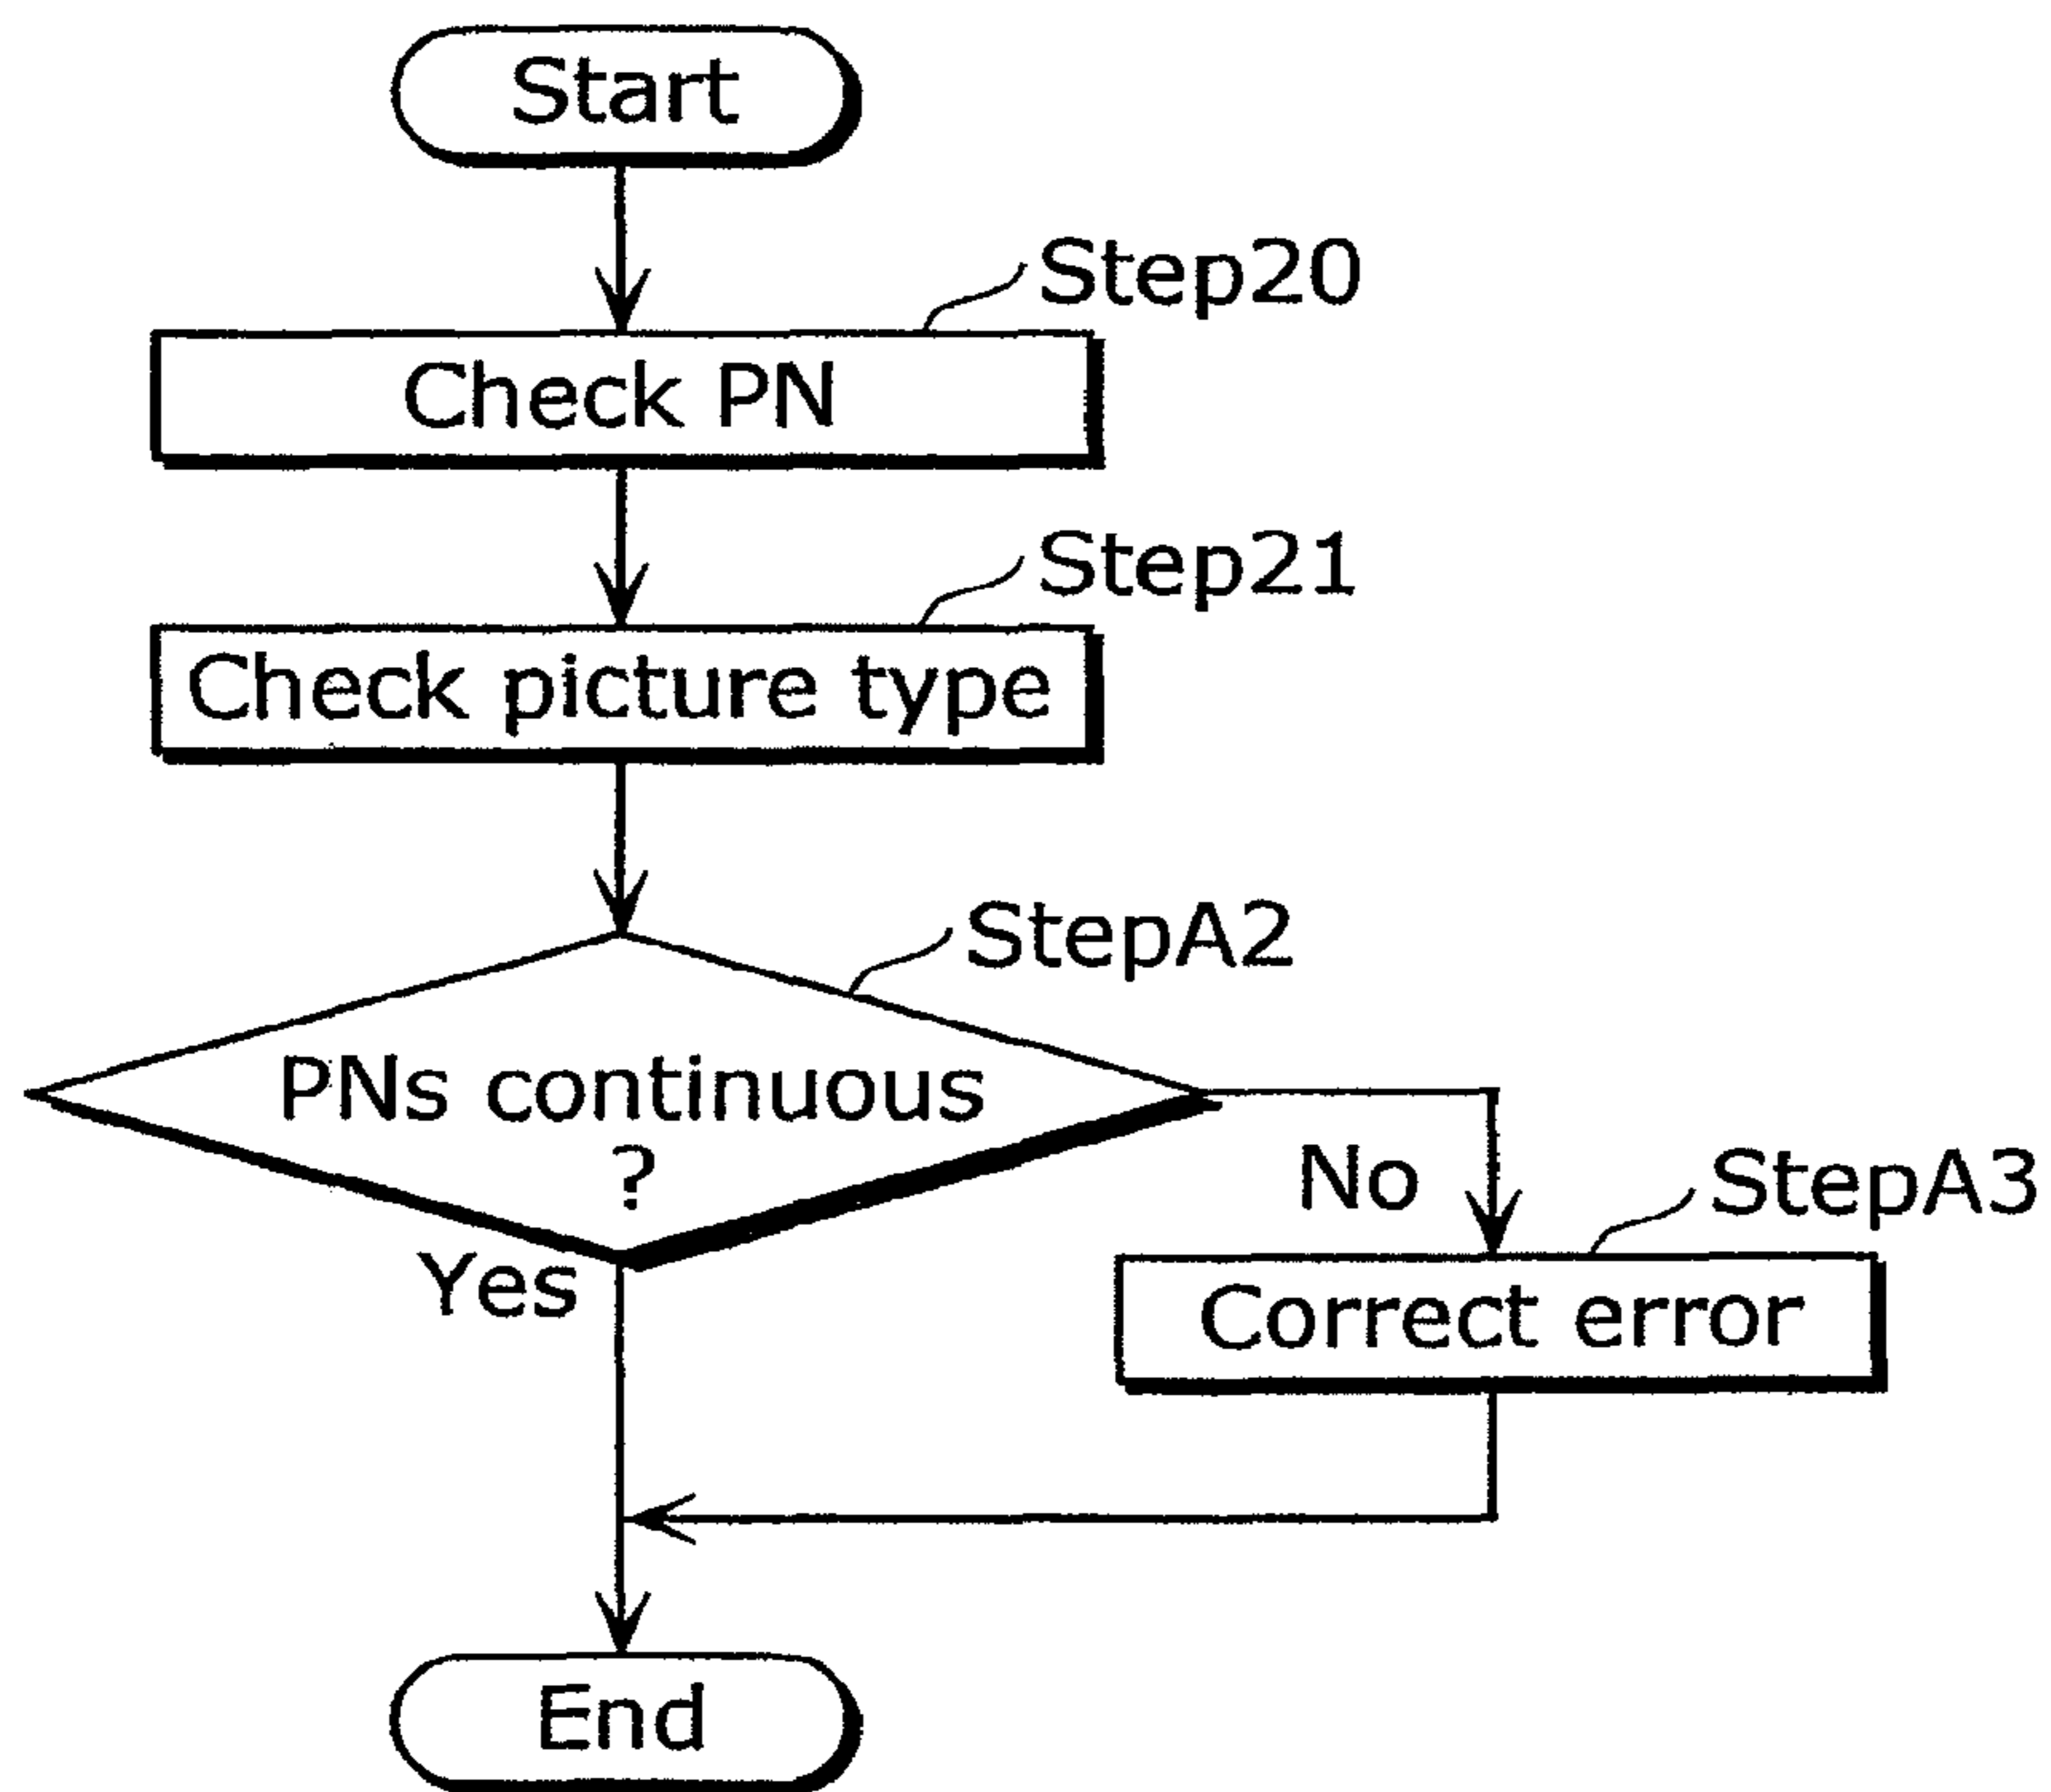 Start
Step20
Check PN
Step21
Check picture type
StepA2
PNs continuous
?
No
StepA3
Yes
Correct error
End